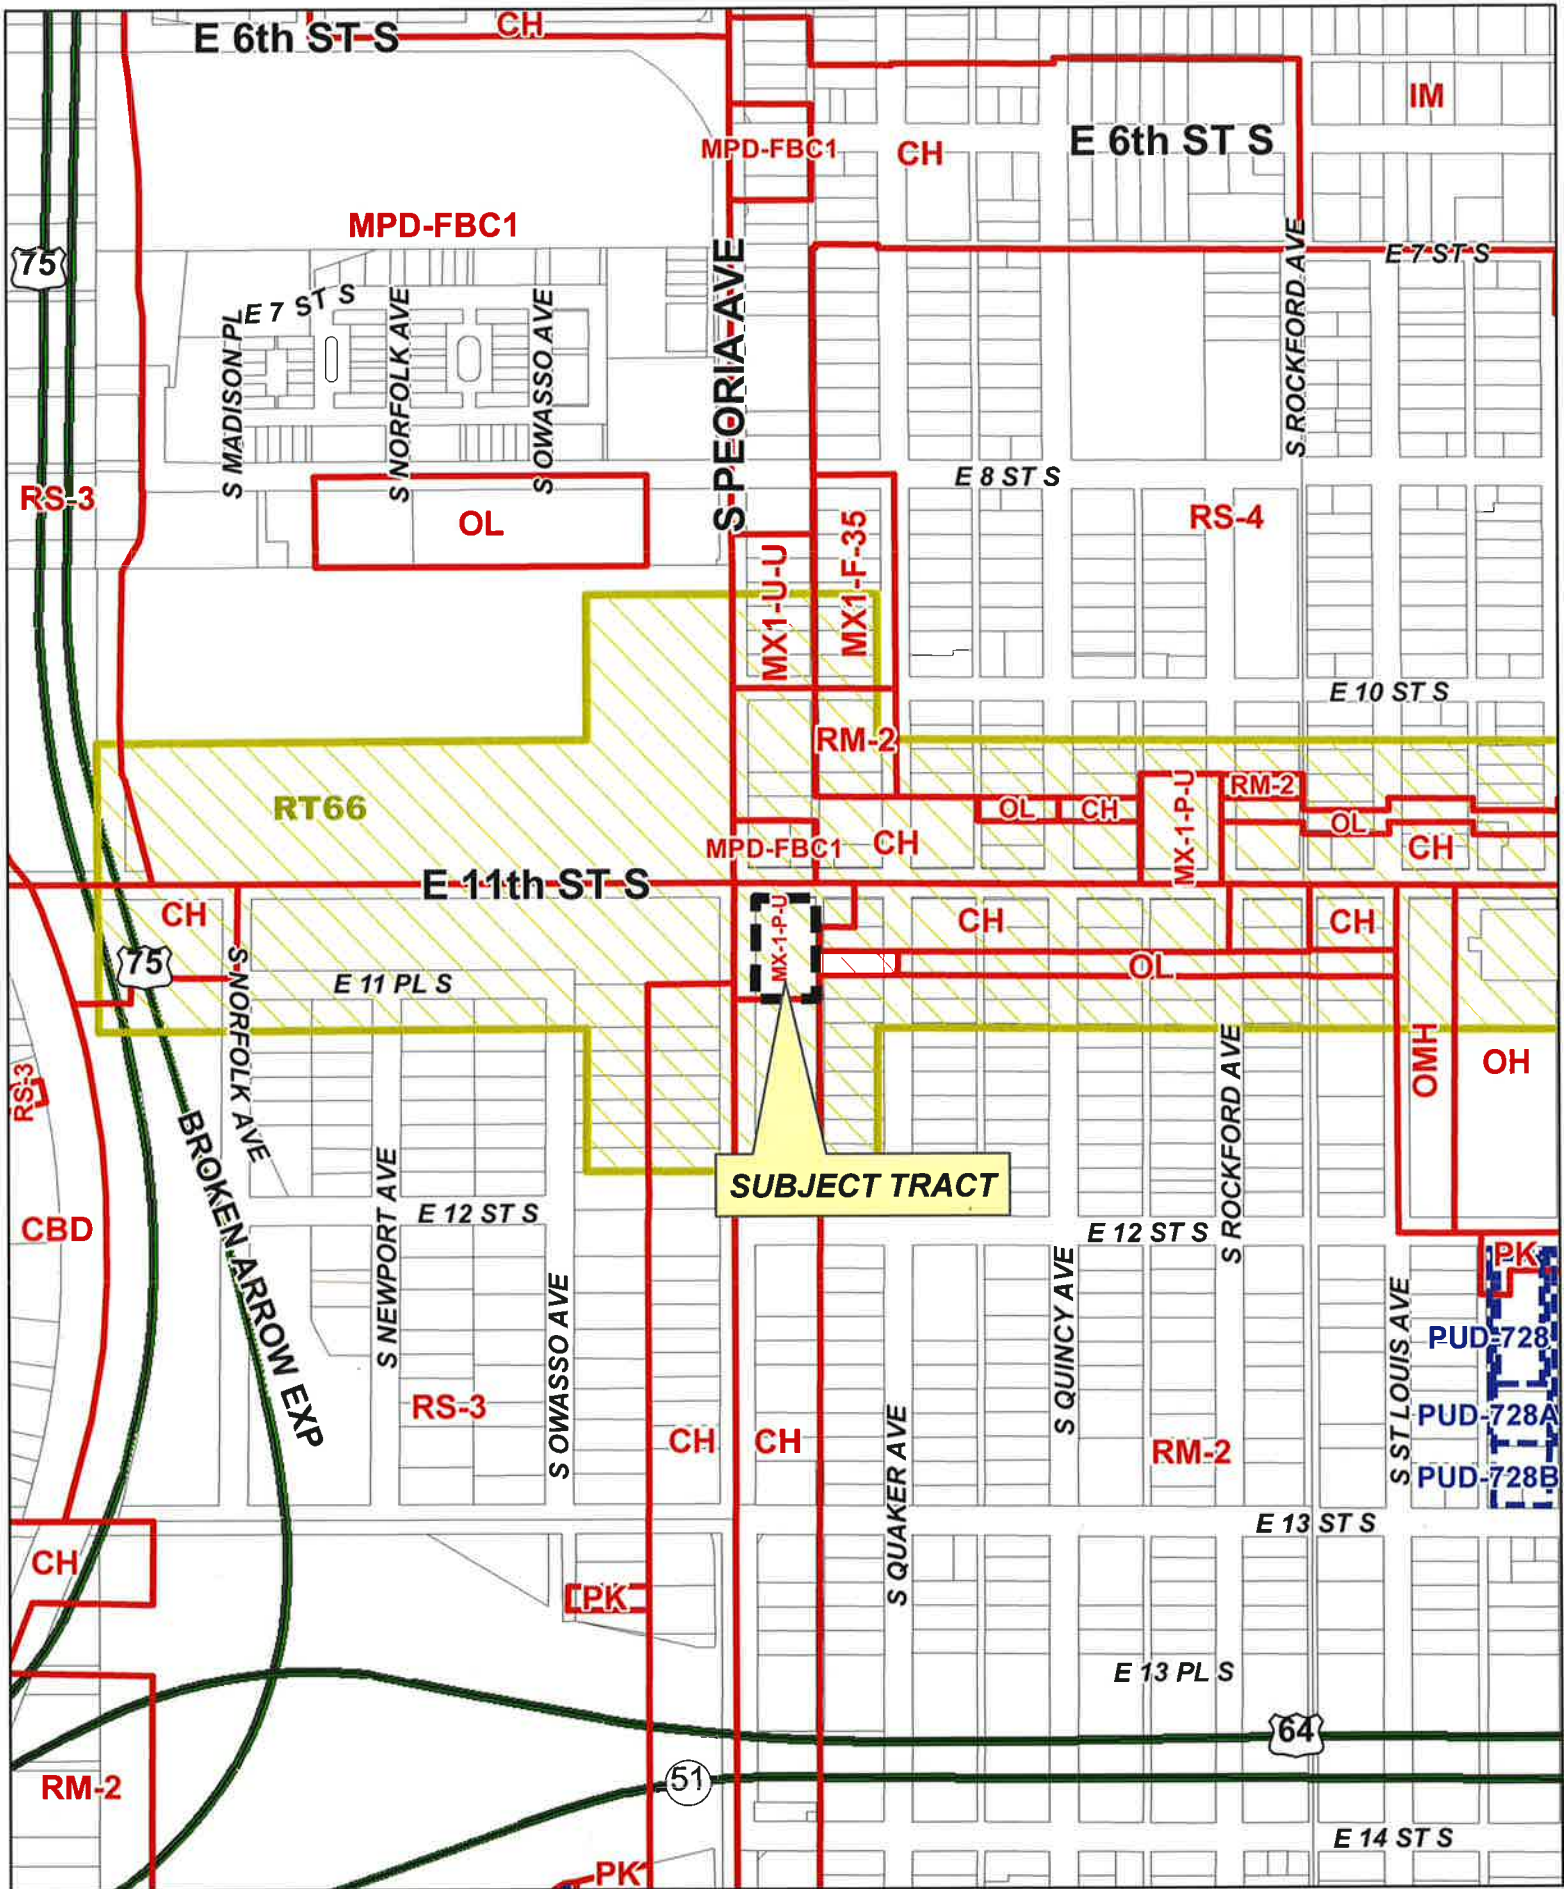 E 6th ST S
CH
IM
MPD-FBC1
CH
E 6th ST S
MPD-FBC1
75
E 7 ST S
E 7 ST S
S MADISON PL
S NORFOLK AVE
S OWASSO AVE
S PEORIA AVE
S ROCKFORD AVE
RS-3
OL
E 8 ST S
RS-4
MX1-U-U
MX1-F-35
E 10 ST S
RM-2
RT66
OL
CH
MX-1-P-U
RM-2
OL
CH
MPD-FBC1
CH
E 11th ST S
CH
MX-1-P-U
CH
CH
75
S NORFOLK AVE
E 11 PL S
OL
RS-3
OMH
OH
S ROCKFORD AVE
BROKEN ARROW EXP
S NEWPORT AVE
SUBJECT TRACT
CBD
E 12 ST S
E 12 ST S
PK
S OWASSO AVE
S QUINCY AVE
S ST LOUIS AVE
PUD-728
RS-3
PUD-728A
CH
CH
S QUAKER AVE
RM-2
PUD-728B
E 13 ST S
CH
PK
E 13 PL S
64
RM-2
51
E 14 ST S
PK